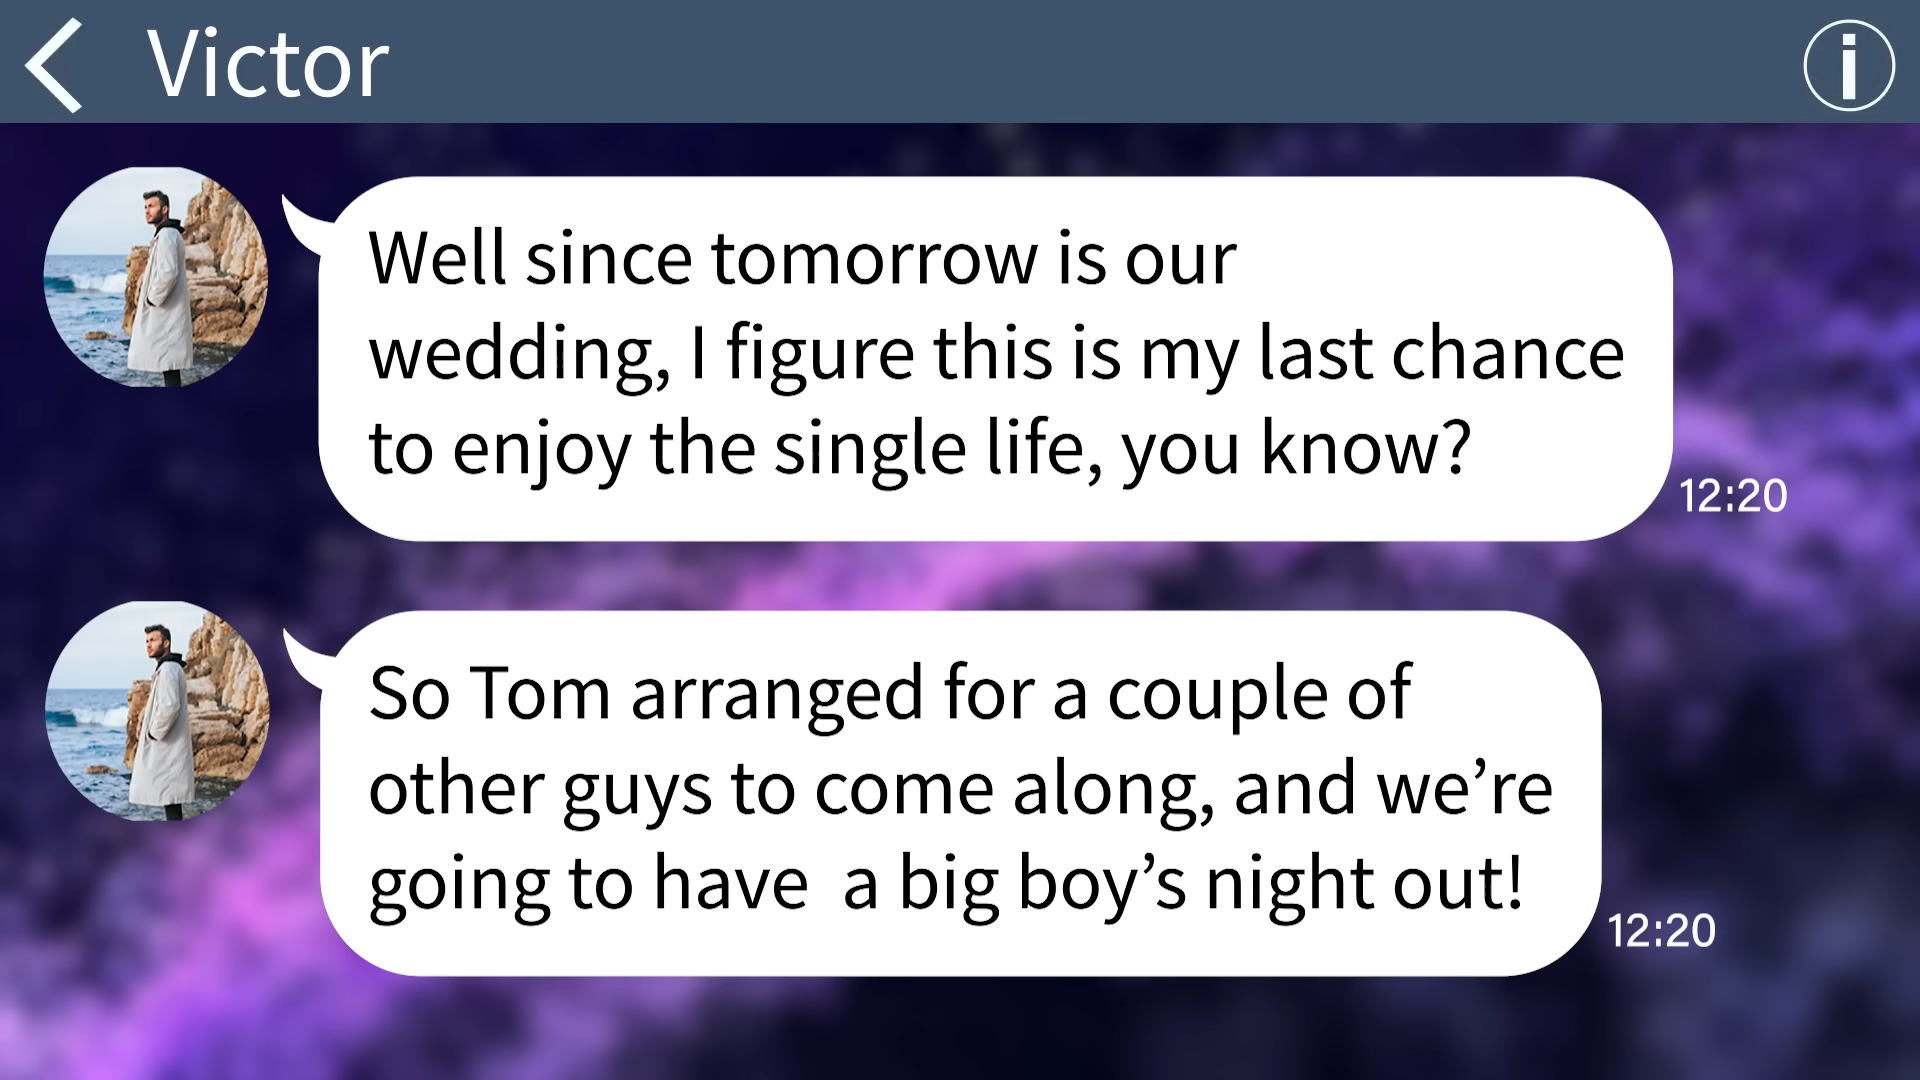 Victor
Well since tomorrow is our
wedding, I figure this is my last chance
to enjoy the single life, you know?
12:20
So Tom arranged for a couple of
other guys to come along, and we’re
going to have  a big boy’s night out!
12:20